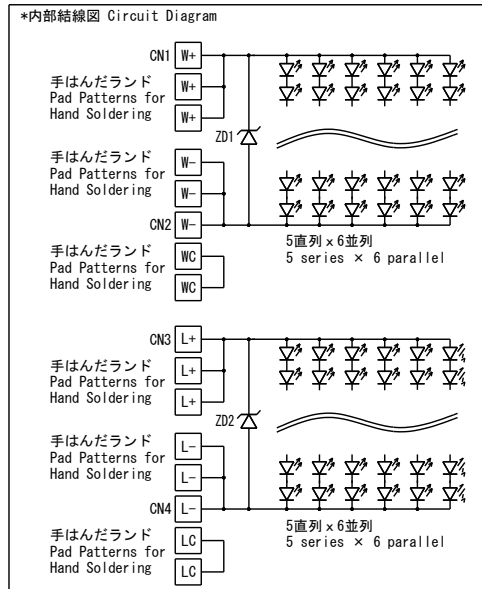 *内部結線図 Circuit Diagram
CN1 W+
手はんだランド
Pad Patterns for
Hand Soldering
W+
W+
ZD1
手はんだランド
Pad Patterns for
Hand Soldering
W-
W-
CN2 W-
5直列x6並列
5 series × 6 parallel
手はんだランド
Pad Patterns for
Hand Soldering
WC
WC
CN3 L+
手はんだランド
Pad Patterns for
Hand Soldering
L+
L+
ZD2
手はんだランド
Pad Patterns for
Hand Soldering
L-
L-
CN4 L-
5直列x6並列
5 series × 6 parallel
手はんだランド
Pad Patterns for
Hand Soldering
LC
LC